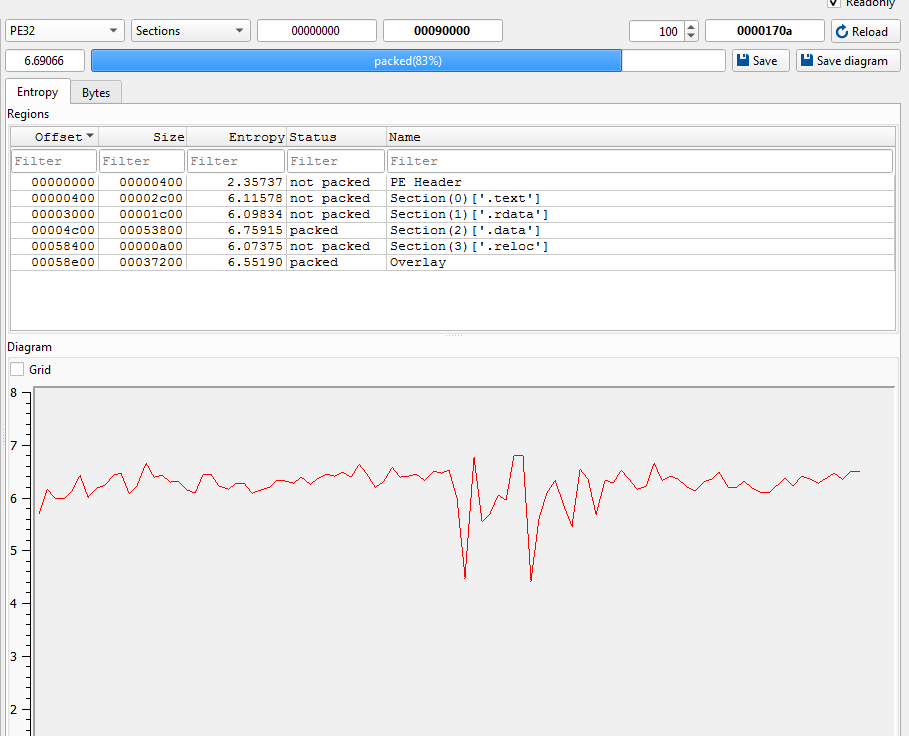 Readonly
PE32 Sections 00000000 00090000 100 0000170a Reload
6.69066 packed(83%) Save Save diagram
Entropy Bytes
Regions
Offset Size Entropy Status Name
Filter Filter Filter Filter Filter
00000000 00000400 2.35737 not packed PE Header
00000400 00002c00 6.11578 not packed Section(0)['.text']
00003000 00001c00 6.09834 not packed Section(1)['.rdata']
00004c00 00053800 6.75915 packed Section(2)['.data']
00058400 00000a00 6.07375 not packed Section(3)['.reloc']
00058e00 00037200 6.55190 packed Overlay
Diagram
Grid
8
7
6
5
4
3
2